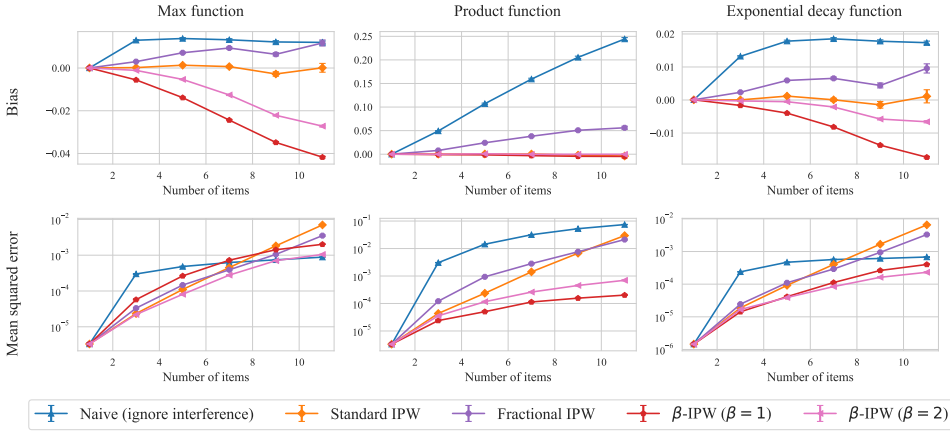 Max function
Product function
Exponential decay function
Bias
0.00
−0.02
−0.04
2 4 6 8 10
Number of items
0.25
0.20
0.15
0.10
0.05
0.00
2 4 6 8 10
Number of items
0.02
0.01
0.00
−0.01
2 4 6 8 10
Number of items
Mean squared error
10⁻²
10⁻³
10⁻⁴
10⁻⁵
2 4 6 8 10
Number of items
10⁻¹
10⁻²
10⁻³
10⁻⁴
10⁻⁵
2 4 6 8 10
Number of items
10⁻²
10⁻³
10⁻⁴
10⁻⁵
10⁻⁶
2 4 6 8 10
Number of items
Naive (ignore interference) Standard IPW Fractional IPW β-IPW (β = 1) β-IPW (β = 2)